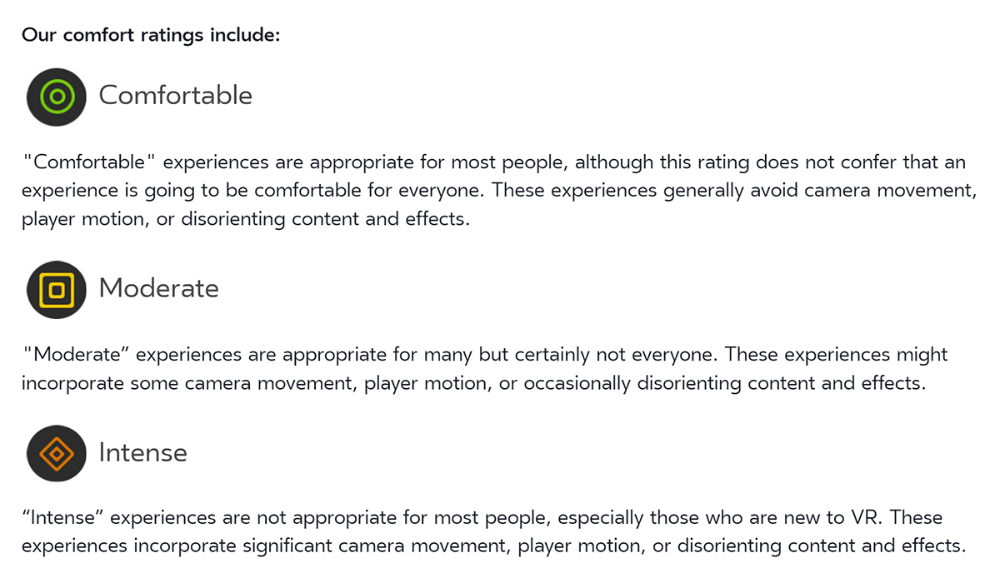 Our comfort ratings include:
Comfortable
"Comfortable" experiences are appropriate for most people, although this rating does not confer that an
experience is going to be comfortable for everyone. These experiences generally avoid camera movement,
player motion, or disorienting content and effects.
Moderate
"Moderate” experiences are appropriate for many but certainly not everyone. These experiences might
incorporate some camera movement, player motion, or occasionally disorienting content and effects.
Intense
“Intense” experiences are not appropriate for most people, especially those who are new to VR. These
experiences incorporate significant camera movement, player motion, or disorienting content and effects.